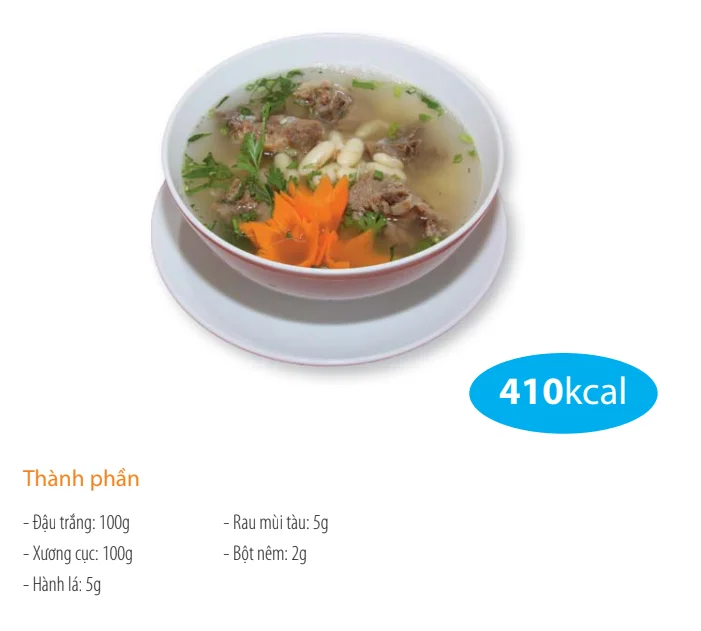 410kcal
Thành phần
- Đậu trắng: 100g
- Xương cục: 100g
- Hành lá: 5g
- Rau mùi tàu: 5g
- Bột nêm: 2g